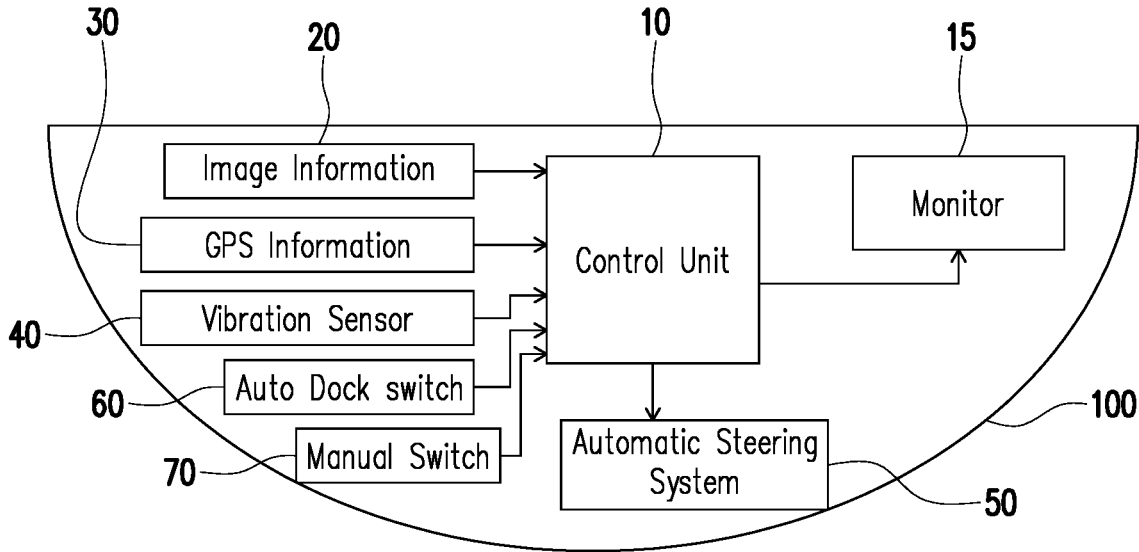 30
20
10
15
Image Information
GPS Information
Control Unit
Monitor
Vibration Sensor
40
Auto Dock switch
60
100
Manual Switch
70
Automatic Steering
System
50